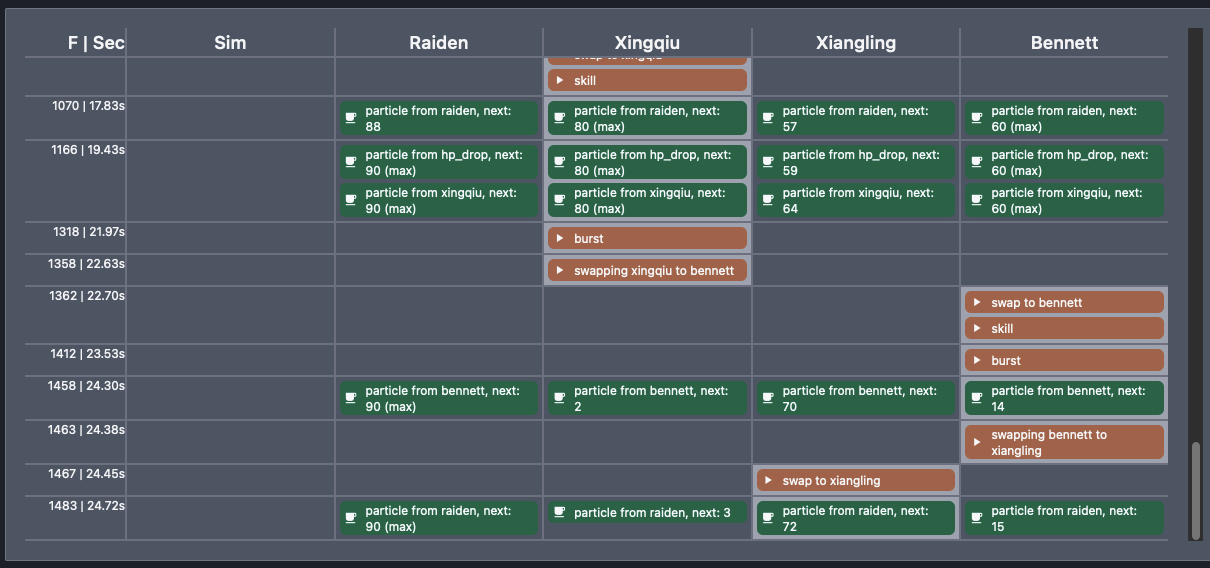 F | Sec
Sim
Raiden
Xingqiu
Xiangling
Bennett
swap to xingqiu
skill
1070 | 17.83s
particle from raiden, next:
88
particle from raiden, next:
80 (max)
particle from raiden, next:
57
particle from raiden, next:
60 (max)
1166 | 19.43s
particle from hp_drop, next:
90 (max)
particle from hp_drop, next:
80 (max)
particle from hp_drop, next:
59
particle from hp_drop, next:
60 (max)
particle from xingqiu, next:
90 (max)
particle from xingqiu, next:
80 (max)
particle from xingqiu, next:
64
particle from xingqiu, next:
60 (max)
1318 | 21.97s
burst
1358 | 22.63s
swapping xingqiu to bennett
1362 | 22.70s
swap to bennett
skill
1412 | 23.53s
burst
1458 | 24.30s
particle from bennett, next:
90 (max)
particle from bennett, next:
2
particle from bennett, next:
70
particle from bennett, next:
14
1463 | 24.38s
swapping bennett to
xiangling
1467 | 24.45s
swap to xiangling
1483 | 24.72s
particle from raiden, next:
90 (max)
particle from raiden, next: 3
particle from raiden, next:
72
particle from raiden, next:
15